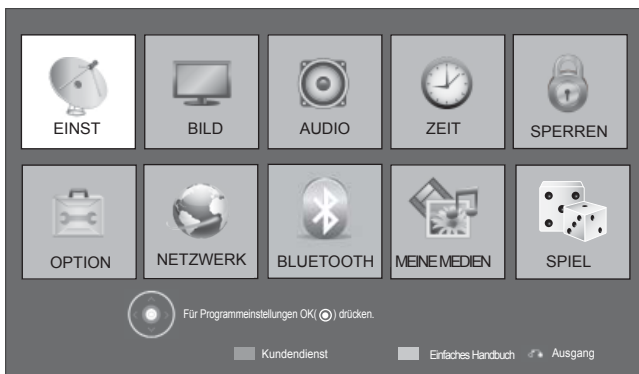 EINST BILD AUDIO ZEIT SPERREN
OPTION NETZWERK BLUETOOTH MEINE MEDIEN SPIEL
Für Programmeinstellungen OK( ) drücken.
Kundendienst Einfaches Handbuch Ausgang